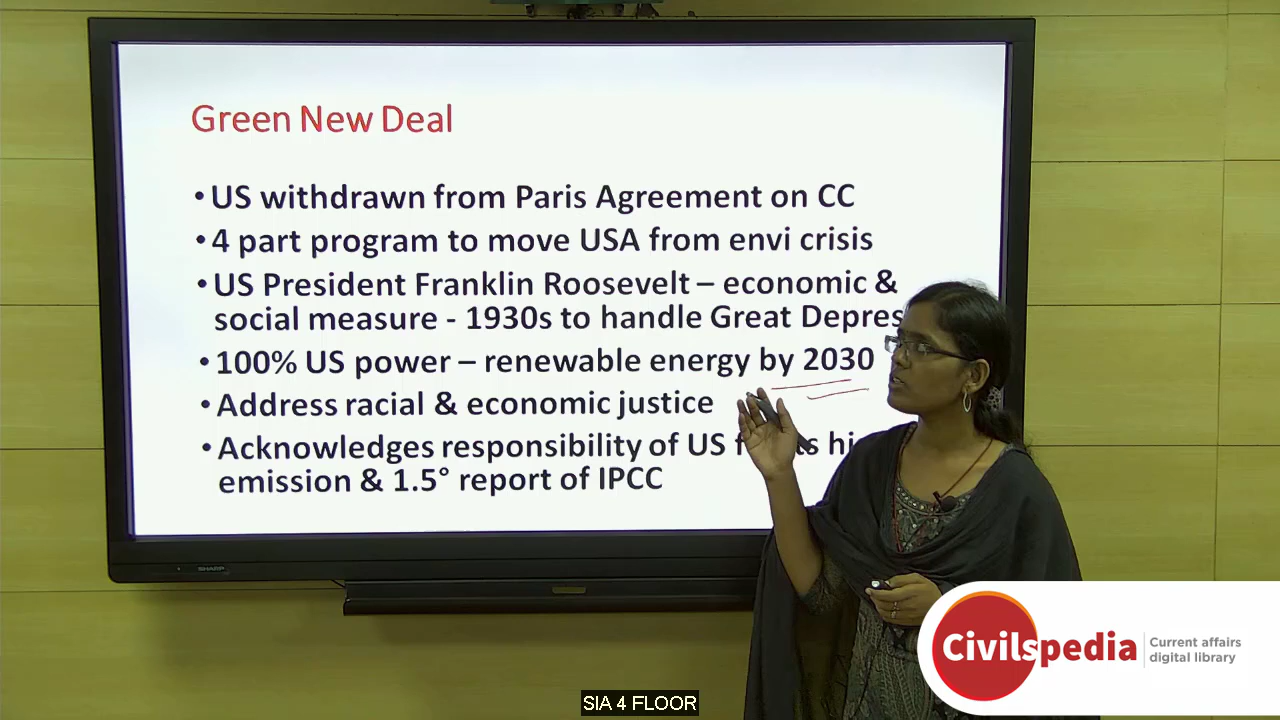 Green New Deal
• US withdrawn from Paris Agreement on CC
• 4 part program to move USA from envi crisis
• US President Franklin Roosevelt – economic &
social measure - 1930s to handle Great Depres
• 100% US power – renewable energy by 2030
• Address racial & economic justice
• Acknowledges responsibility of US
emission & 1.5° report of IPCC
SHARP
Civilspedia
Current affairs
digital library
SIA 4 FLOOR